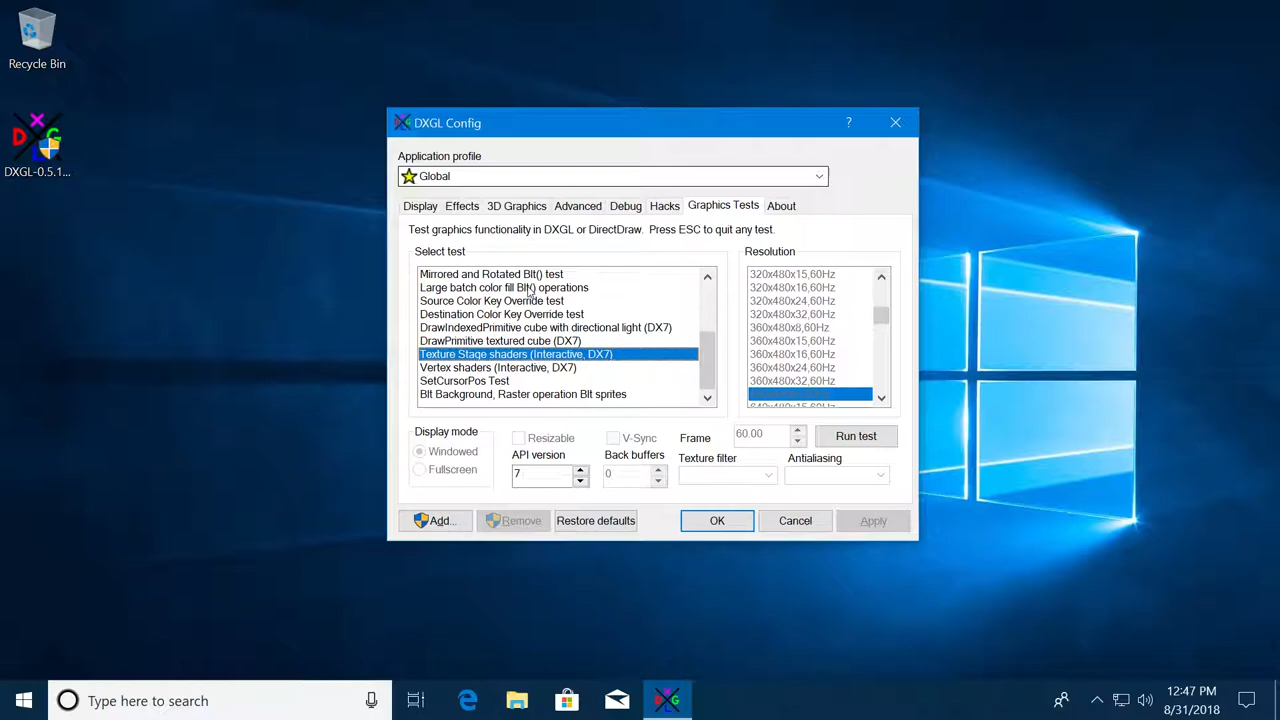 Recycle Bin
DXGL-0.5.1...
DXGL Config
?
Application profile
Global
Display Effects 3D Graphics Advanced Debug Hacks Graphics Tests About
Test graphics functionality in DXGL or DirectDraw. Press ESC to quit any test.
Select test
Mirrored and Rotated Blt() test
Large batch color fill Blt() operations
Source Color Key Override test
Destination Color Key Override test
DrawIndexedPrimitive cube with directional light (DX7)
DrawPrimitive textured cube (DX7)
Texture Stage shaders (Interactive, DX7)
Vertex shaders (Interactive, DX7)
SetCursorPos Test
Blt Background, Raster operation Blt sprites
Resolution
320x480x15,60Hz
320x480x16,60Hz
320x480x24,60Hz
320x480x32,60Hz
360x480x8,60Hz
360x480x15,60Hz
360x480x16,60Hz
360x480x24,60Hz
360x480x32,60Hz
640x480x15,60Hz
Display mode
Windowed
Fullscreen
Resizable
V-Sync
Frame
60.00
Run test
API version
7
Back buffers
0
Texture filter
Antialiasing
Add...
Remove
Restore defaults
OK
Cancel
Apply
Type here to search
12:47 PM
8/31/2018